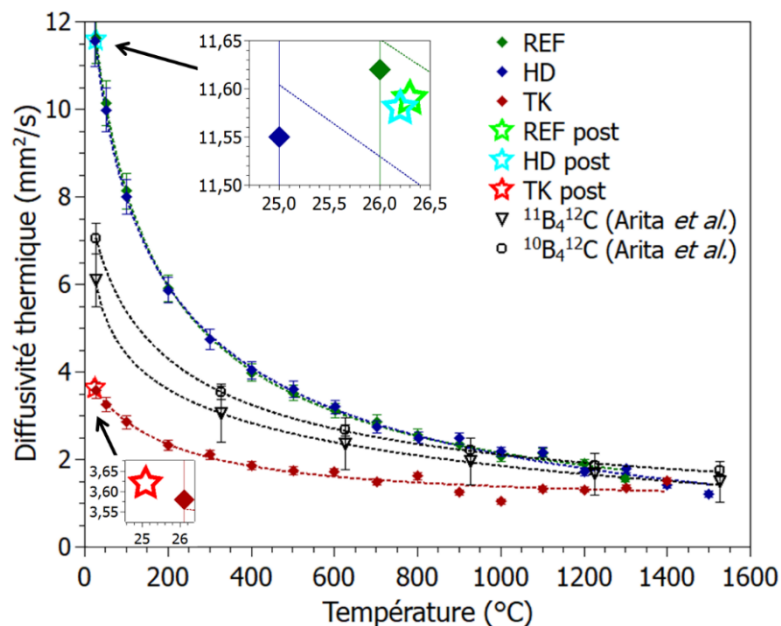 12
10
8
6
4
2
0
Diffusivité thermique (mm²/s)
0 200 400 600 800 1000 1200 1400 1600
Température (°C)
11,65
11,60
11,55
11,50
25,0 25,5 26,0 26,5
3,65
3,60
3,55
25 26
REF
HD
TK
REF post
HD post
TK post
¹¹B₄¹²C (Arita et al.)
¹⁰B₄¹²C (Arita et al.)